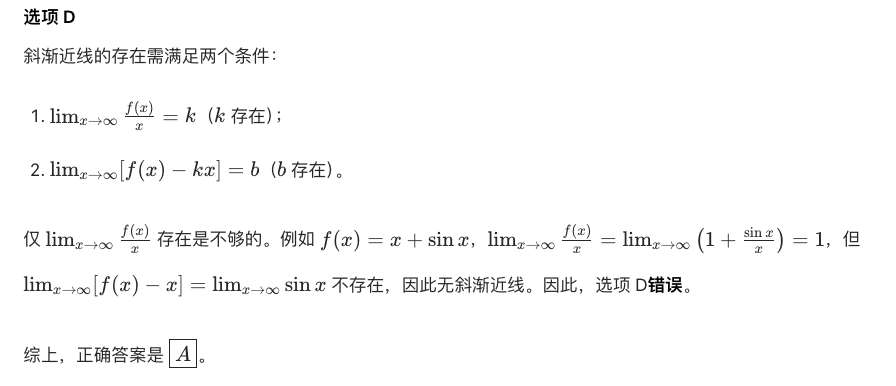 选项 D
斜渐近线的存在需满足两个条件：
1. $\lim_{x \to \infty} \frac{f(x)}{x} = k$（$k$ 存在）；
2. $\lim_{x \to \infty} [f(x) - kx] = b$（$b$ 存在）。
仅 $\lim_{x \to \infty} \frac{f(x)}{x}$ 存在是不够的。例如 $f(x) = x + \sin x$，$\lim_{x \to \infty} \frac{f(x)}{x} = \lim_{x \to \infty} \left(1 + \frac{\sin x}{x}\right) = 1$，但
$\lim_{x \to \infty} [f(x) - x] = \lim_{x \to \infty} \sin x$ 不存在，因此无斜渐近线。因此，选项 D错误。
综上，正确答案是 $\boxed{A}$。